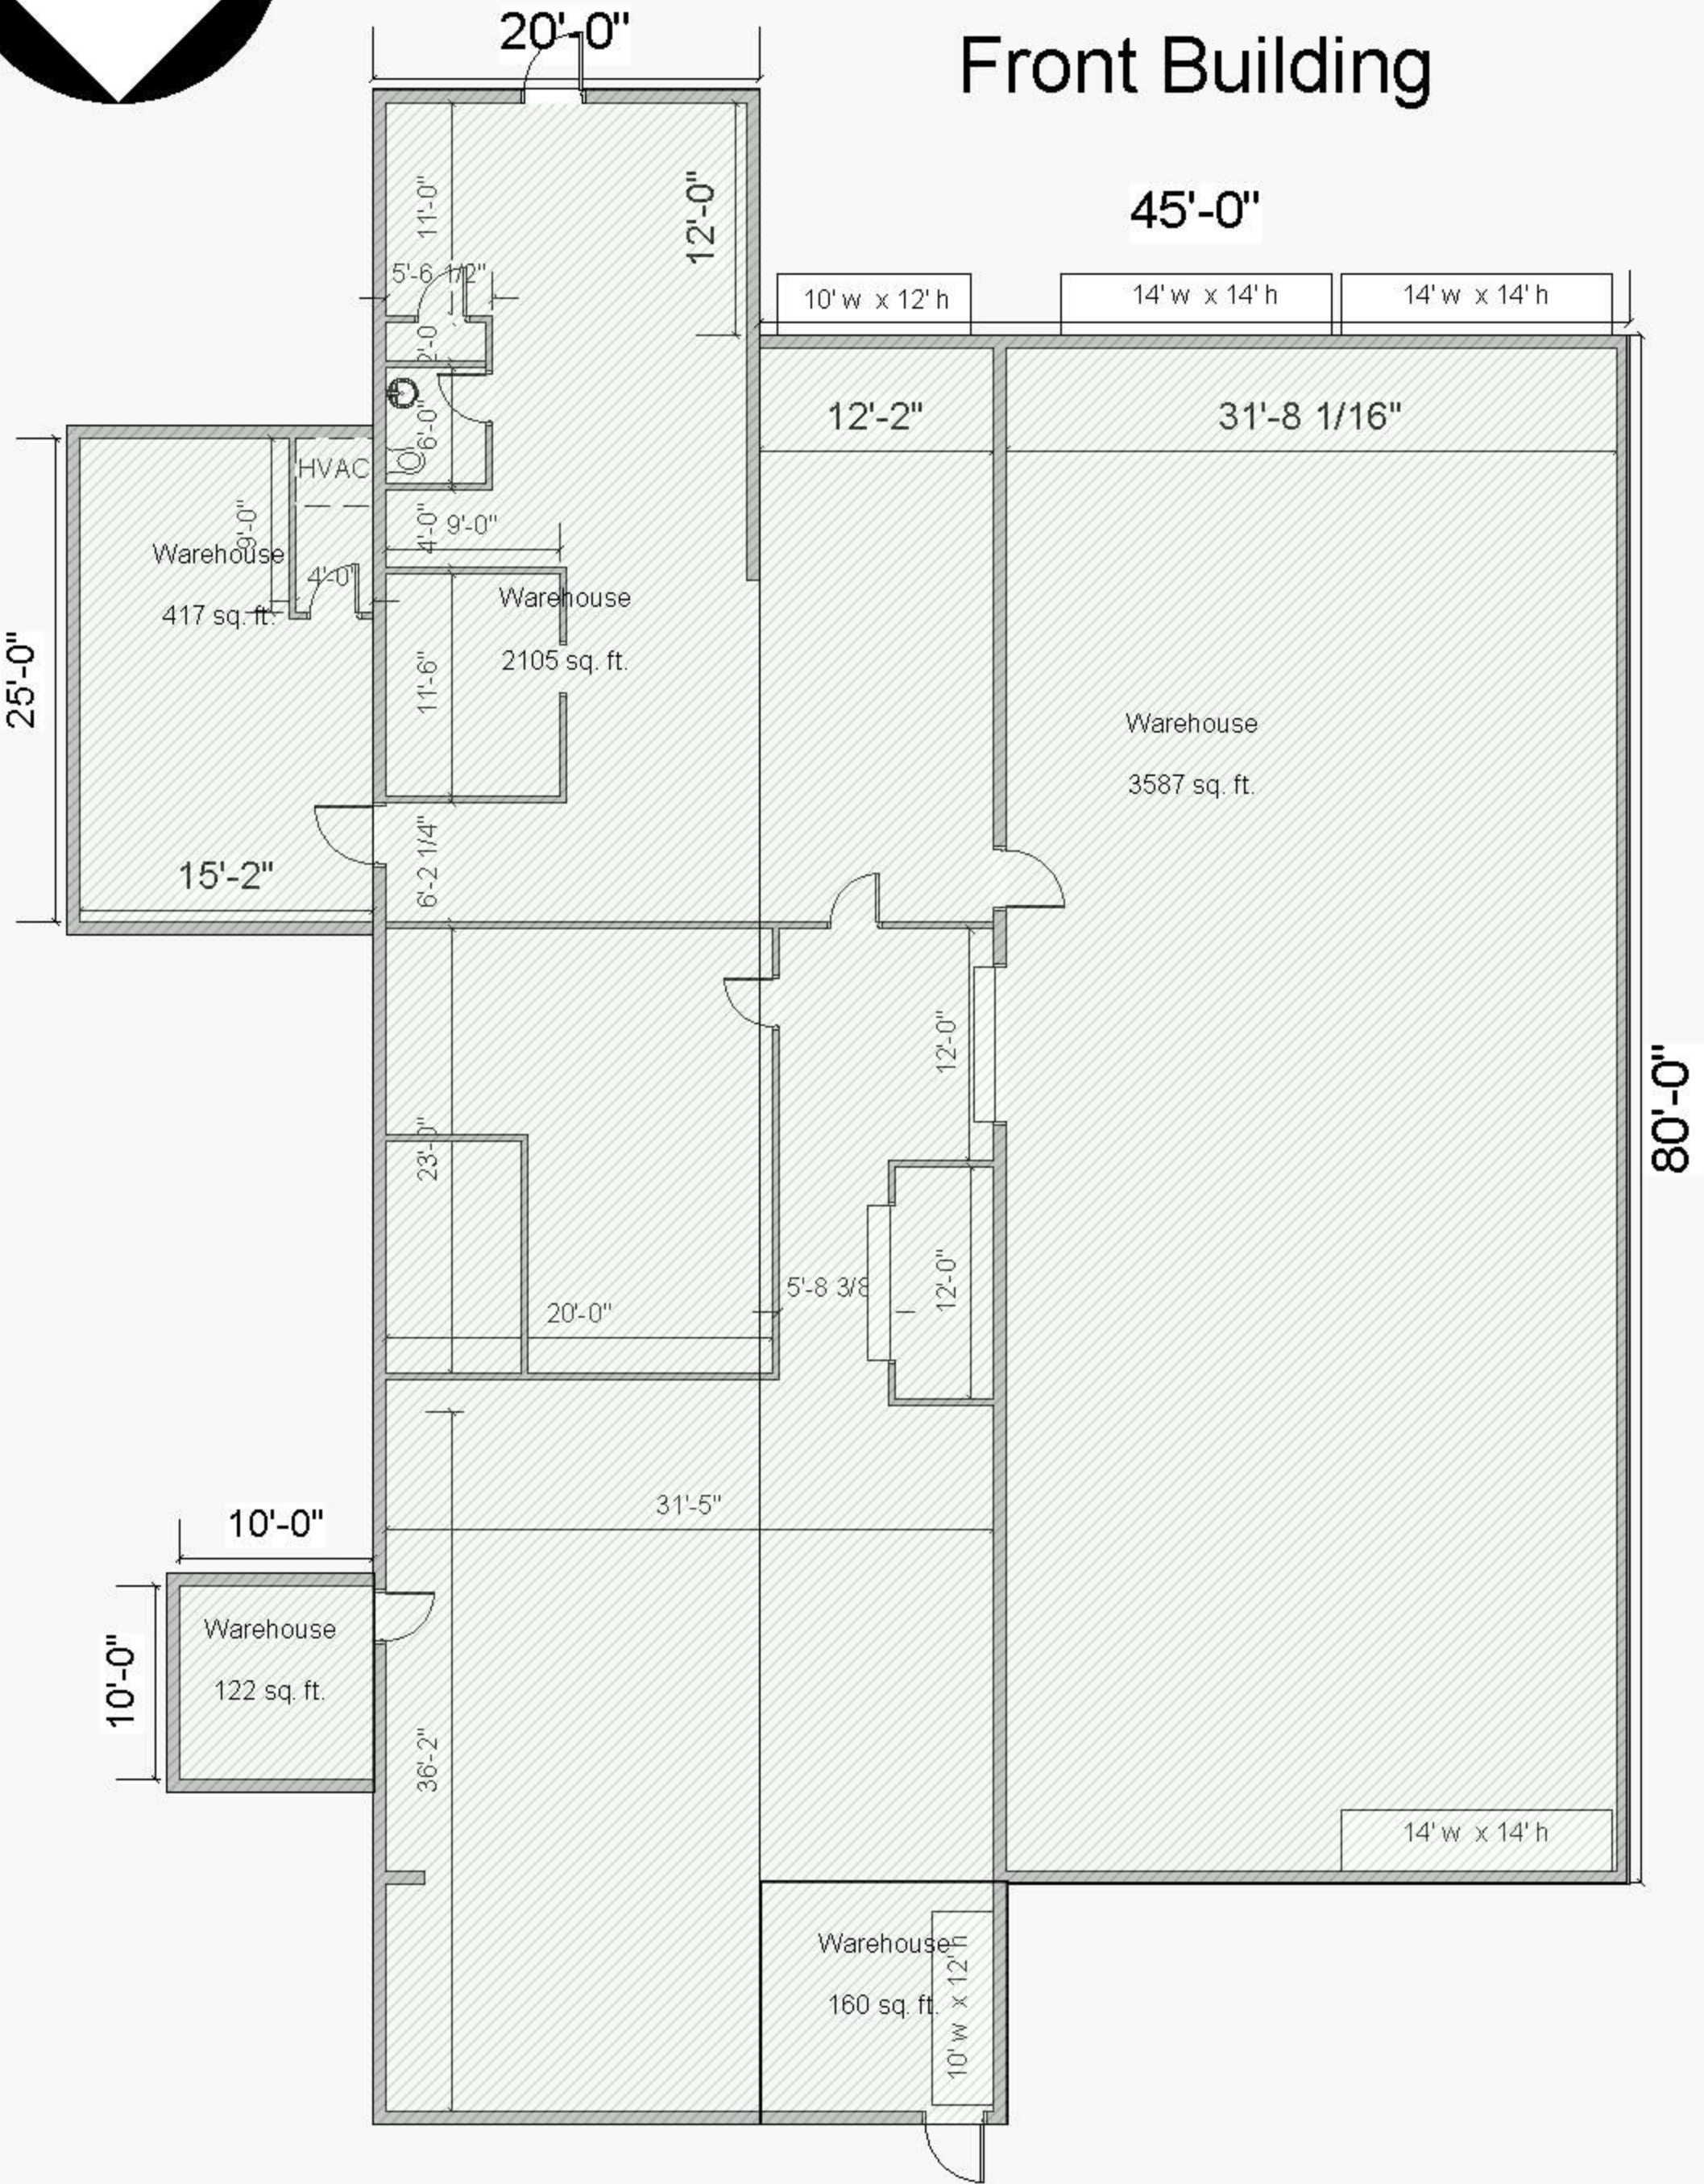 20'-0"
Front Building
45'-0"
11'-0"
12'-0"
5'-6 1/2"
10' w x 12' h
14' w x 14' h
14' w x 14' h
2'-0
12'-2"
31'-8 1/16"
6'-0"
HVAC
9'-0"
4'-0"
9'-0"
Warehouse
417 sq. ft.
4'-0"
Warehouse
2105 sq. ft.
25'-0"
11'-6"
Warehouse
3587 sq. ft.
15'-2"
6'-2 1/4"
12'-0"
80'-0"
23'-0"
12'-0"
5'-8 3/8
20'-0"
31'-5"
10'-0"
10'-0"
Warehouse
122 sq. ft.
36'-2"
14' w x 14' h
Warehouse
160 sq. ft.
10' w x 12' h